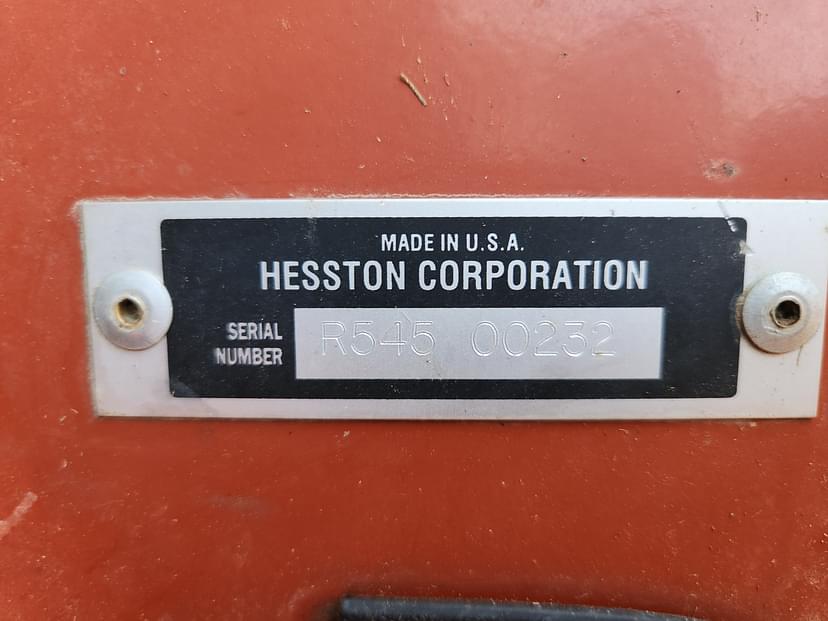 MADE IN U.S.A.
HESSTON CORPORATION
SERIAL NUMBER
R545 00232